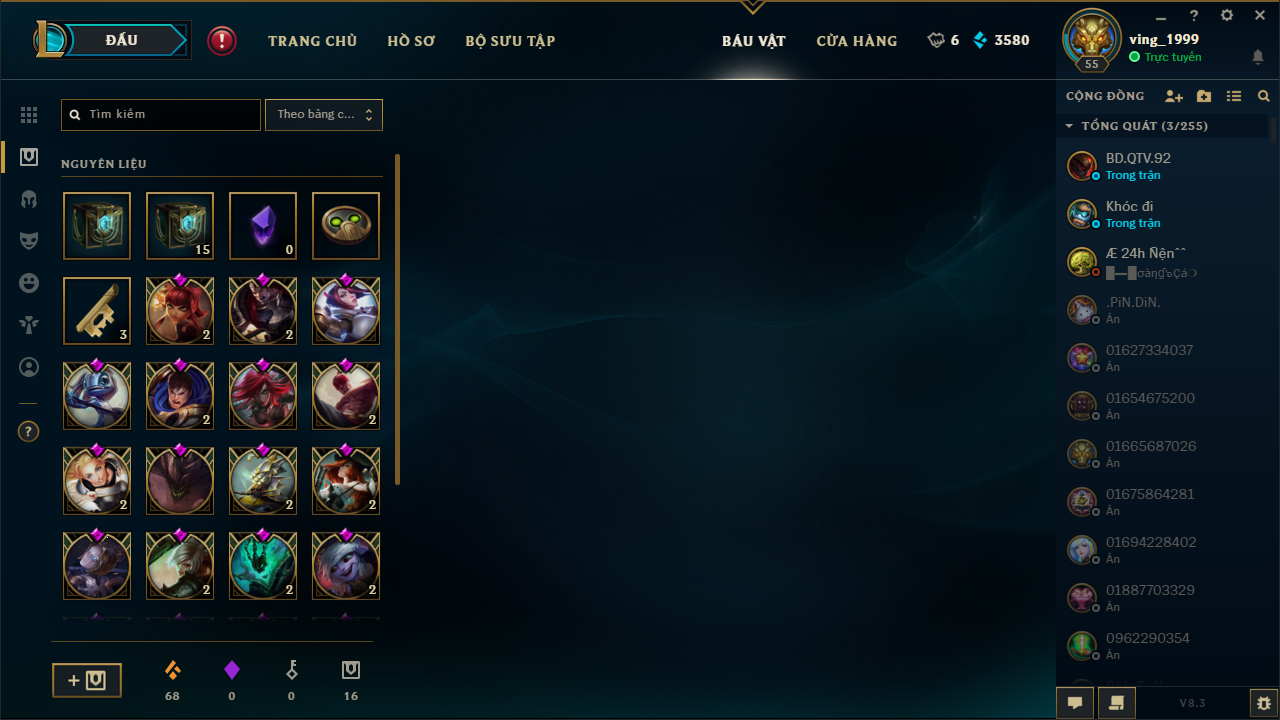 ĐẤU
TRANG CHỦ
HỒ SƠ
BỘ SƯU TẬP
BÁU VẬT
CỬA HÀNG
6
3580
55
ving_1999
Trực tuyến
Tìm kiếm
Theo bảng c...
NGUYÊN LIỆU
15
0
3
2
2
2
2
2
2
2
2
2
2
2
2
68
0
0
16
CỘNG ĐỒNG
TỔNG QUÁT (3/255)
BD.QTV.92
Trong trận
Khóc đi
Trong trận
Æ 24h Ñện^^
.PiN.DiN.
Ẩn
01627334037
Ẩn
01654675200
Ẩn
01665687026
Ẩn
01675864281
Ẩn
01694228402
Ẩn
01887703329
Ẩn
0962290354
Ẩn
V8.3